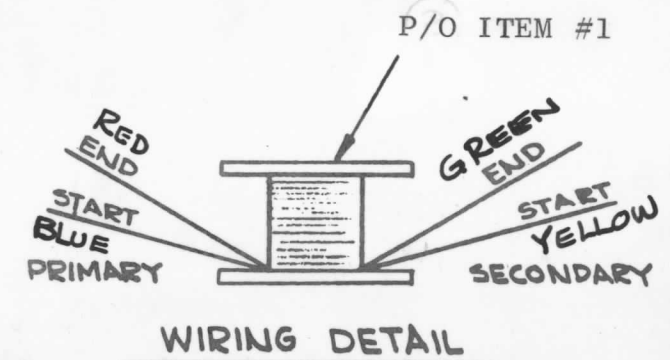 P/O ITEM #1
RED
END
START
BLUE
PRIMARY
GREEN
END
START
YELLOW
SECONDARY
WIRING DETAIL